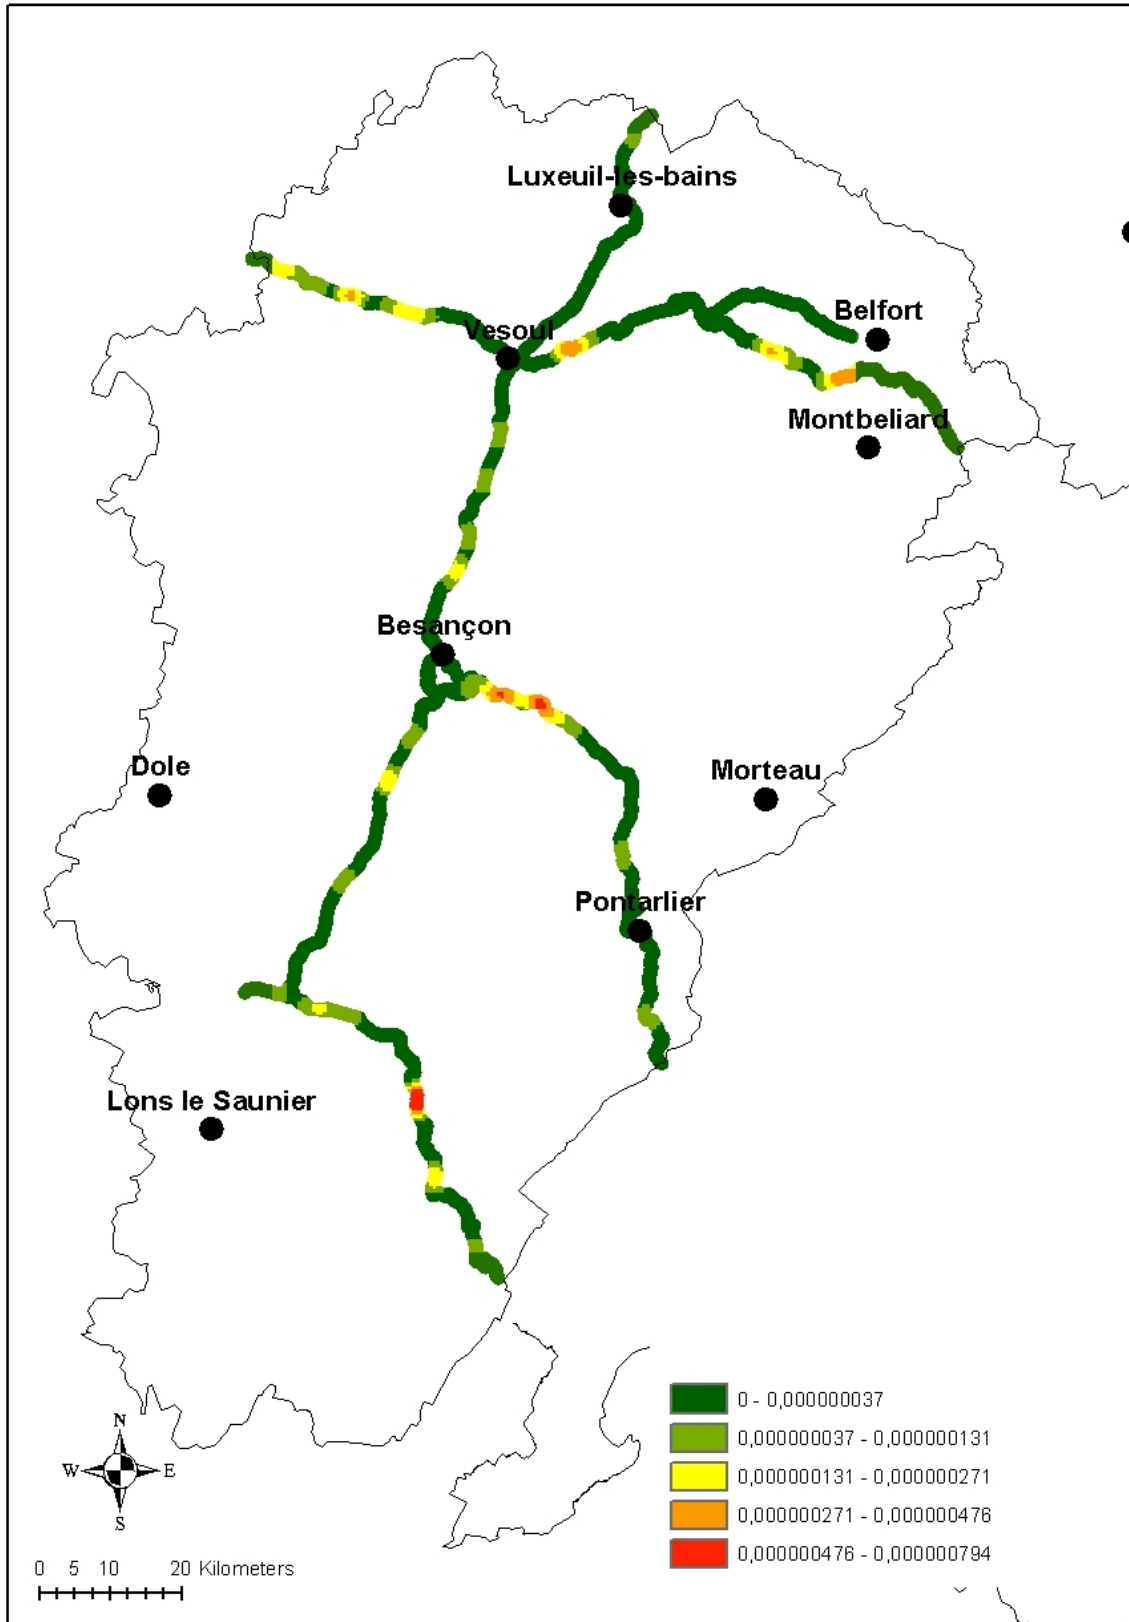 Luxeuil-les-bains
Belfort
Vesoul
Montbeliard
Besançon
Dole
Morteau
Pontarlier
Lons le Saunier
0 - 0,000000037
0,000000037 - 0,000000131
0,000000131 - 0,000000271
0,000000271 - 0,000000476
0,000000476 - 0,000000794
N
W E
S
0 5 10 20 Kilometers